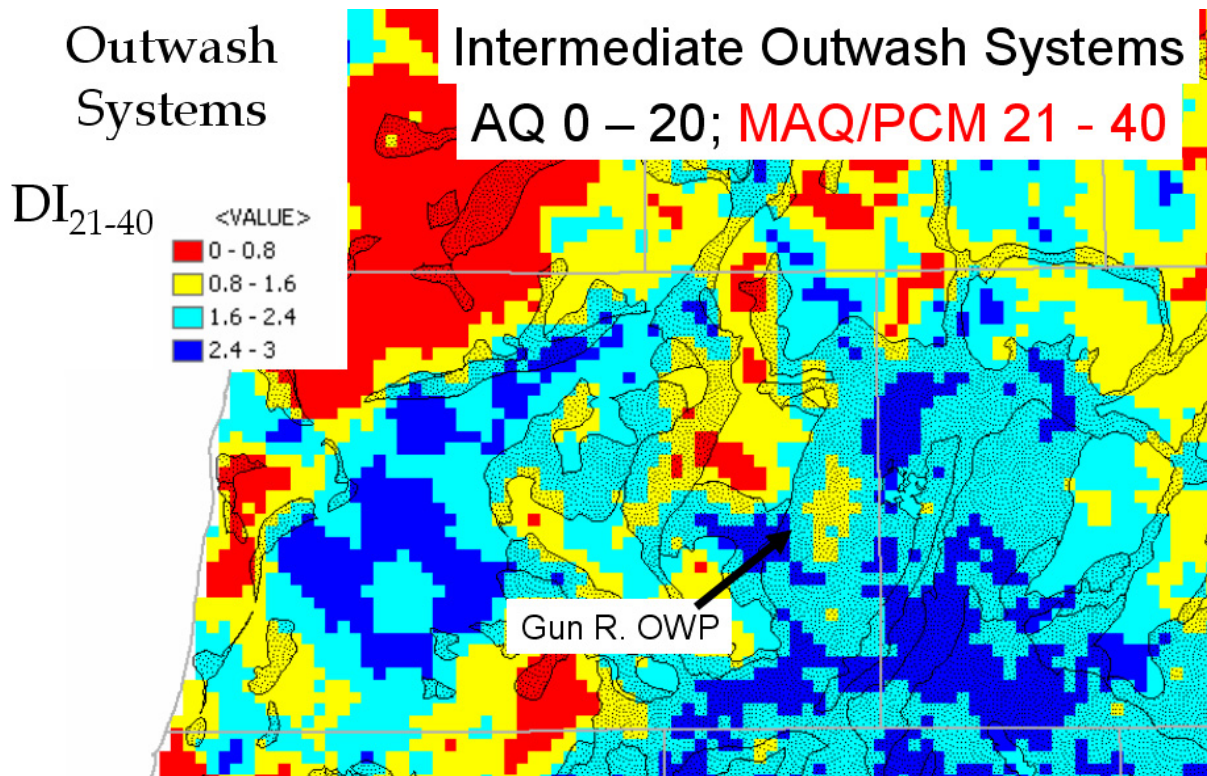 Outwash
Systems
Intermediate Outwash Systems
AQ 0 – 20; MAQ/PCM 21 - 40
DI21-40
<VALUE>
0 - 0.8
0.8 - 1.6
1.6 - 2.4
2.4 - 3
Gun R. OWP